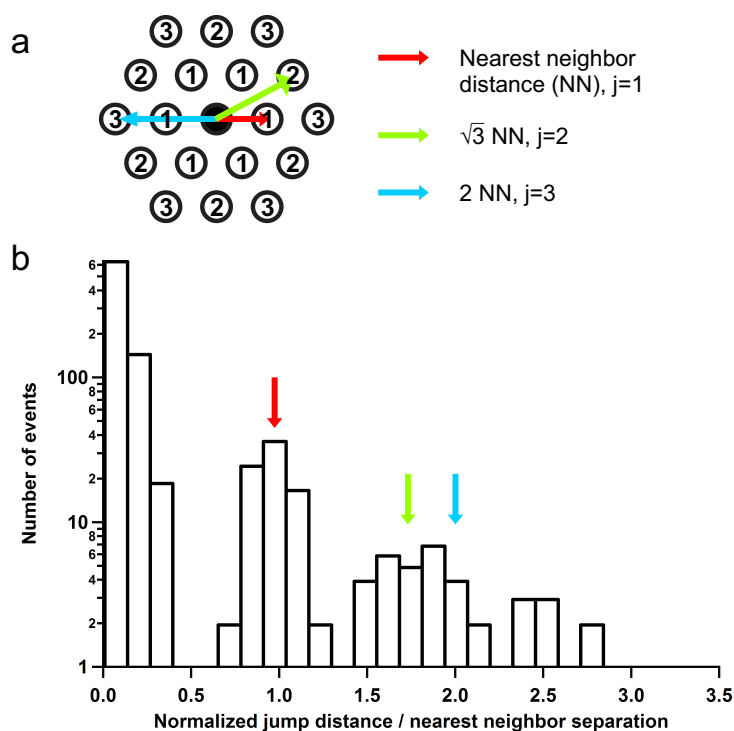 a
3 2 3
2 1 1 2
3 1 1 3
2 1 1 2
3 2 3
Nearest neighbor
distance (NN), j=1
√3 NN, j=2
2 NN, j=3
b
Number of events
6
4
2
100
8
6
4
2
10
8
6
4
2
1
0.0 0.5 1.0 1.5 2.0 2.5 3.0 3.5
Normalized jump distance / nearest neighbor separation